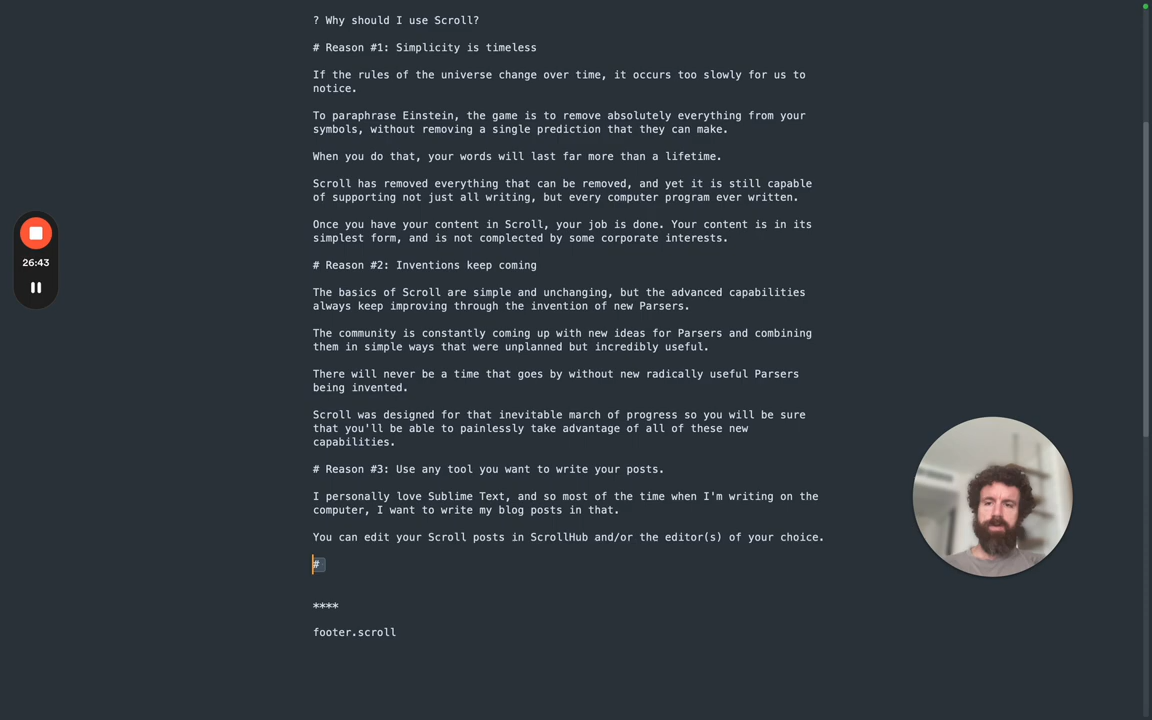 ? Why should I use Scroll?
# Reason #1: Simplicity is timeless
If the rules of the universe change over time, it occurs too slowly for us to
notice.
To paraphrase Einstein, the game is to remove absolutely everything from your
symbols, without removing a single prediction that they can make.
When you do that, your words will last far more than a lifetime.
Scroll has removed everything that can be removed, and yet it is still capable
of supporting not just all writing, but every computer program ever written.
Once you have your content in Scroll, your job is done. Your content is in its
simplest form, and is not complected by some corporate interests.
# Reason #2: Inventions keep coming
26:43
The basics of Scroll are simple and unchanging, but the advanced capabilities
always keep improving through the invention of new Parsers.
The community is constantly coming up with new ideas for Parsers and combining
them in simple ways that were unplanned but incredibly useful.
There will never be a time that goes by without new radically useful Parsers
being invented.
Scroll was designed for that inevitable march of progress so you will be sure
that you'll be able to painlessly take advantage of all of these new
capabilities.
# Reason #3: Use any tool you want to write your posts.
I personally love Sublime Text, and so most of the time when I'm writing on the
computer, I want to write my blog posts in that.
You can edit your Scroll posts in ScrollHub and/or the editor(s) of your choice.
#
****
footer.scroll